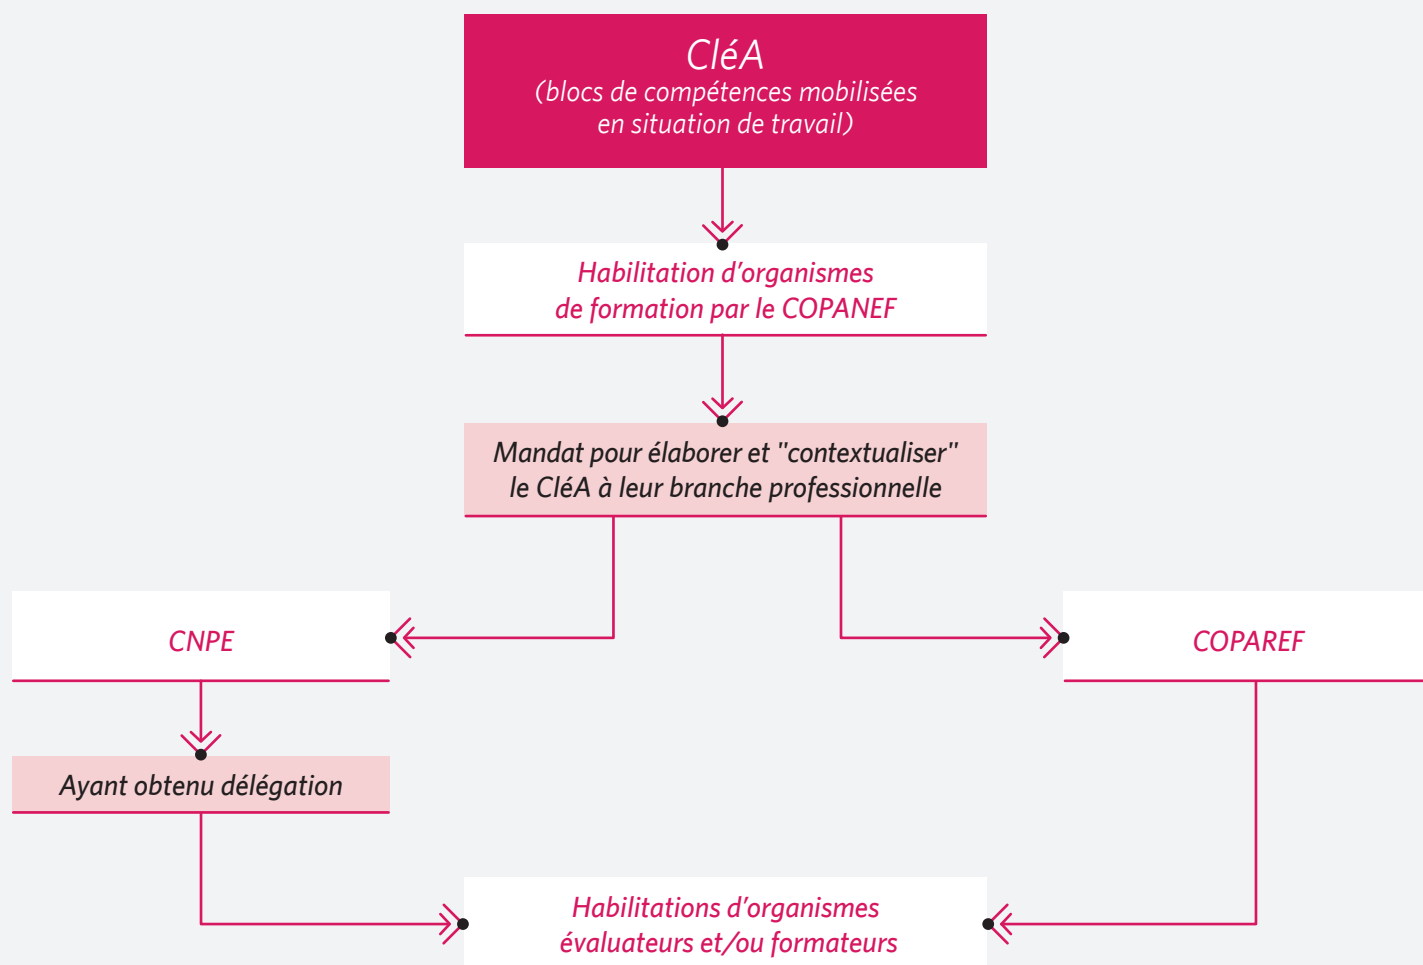 CléA
(blocs de compétences mobilisées
en situation de travail)
Habilitation d'organismes
de formation par le COPANEF
Mandat pour élaborer et "contextualiser"
le CléA à leur branche professionnelle
CNPE
COPAREF
Ayant obtenu délégation
Habilitations d'organismes
évaluateurs et/ou formateurs